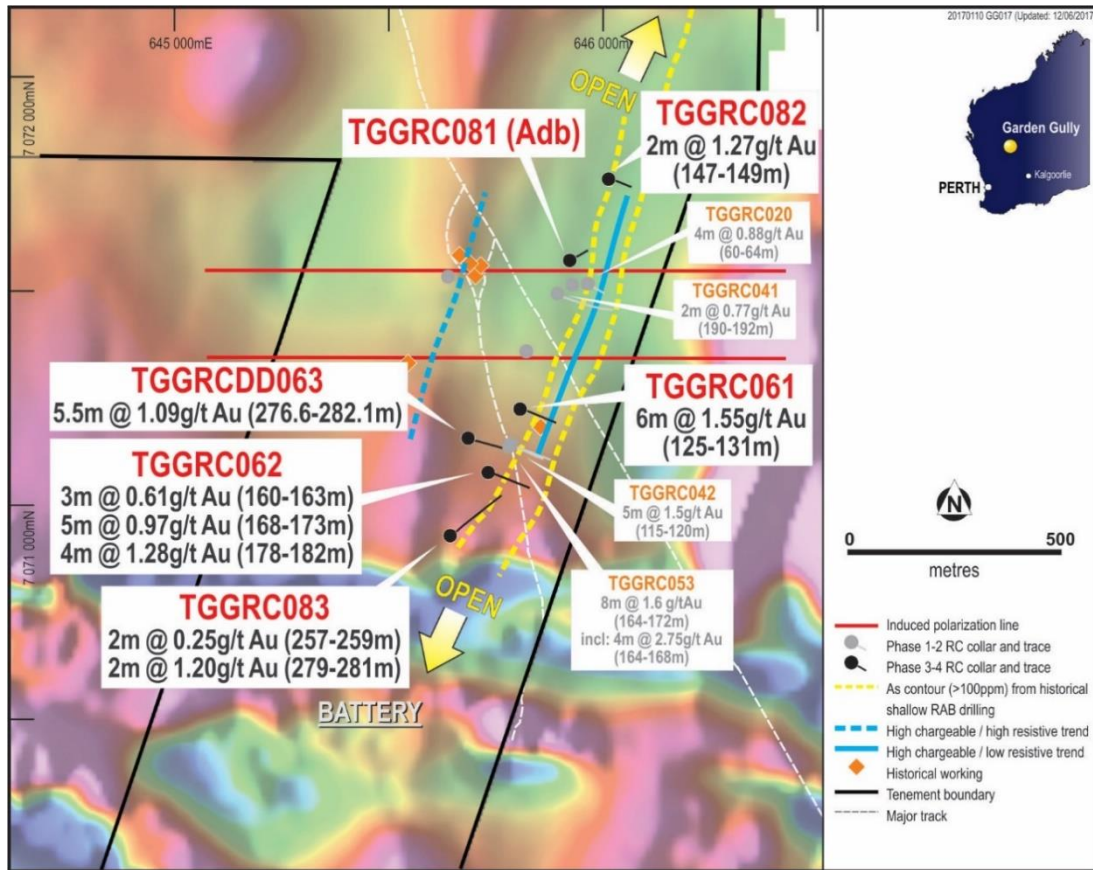 20170110 GG017 (Updated: 12/06/2017
645 000mE
646 000mE
7 072 000mN
7 071 000mN
OPEN
TGGRC081 (Adb)
TGGRC082
2m @ 1.27g/t Au
(147-149m)
TGGRC020
4m @ 0.88g/t Au
(60-64m)
TGGRC041
2m @ 0.77g/t Au
(190-192m)
TGGRCDD063
5.5m @ 1.09g/t Au (276.6-282.1m)
TGGRC061
6m @ 1.55g/t Au
(125-131m)
TGGRC062
3m @ 0.61g/t Au (160-163m)
5m @ 0.97g/t Au (168-173m)
4m @ 1.28g/t Au (178-182m)
TGGRC042
5m @ 1.5g/t Au
(115-120m)
TGGRC053
8m @ 1.6 g/tAu
(164-172m)
incl: 4m @ 2.75g/t Au
(164-168m)
TGGRC083
2m @ 0.25g/t Au (257-259m)
2m @ 1.20g/t Au (279-281m)
OPEN
BATTERY
Garden Gully
Kalgoorlie
PERTH
N
0 500
metres
Induced polarization line
Phase 1-2 RC collar and trace
Phase 3-4 RC collar and trace
As contour (>100ppm) from historical
shallow RAB drilling
High chargeable / high resistive trend
High chargeable / low resistive trend
Historical working
Tenement boundary
Major track